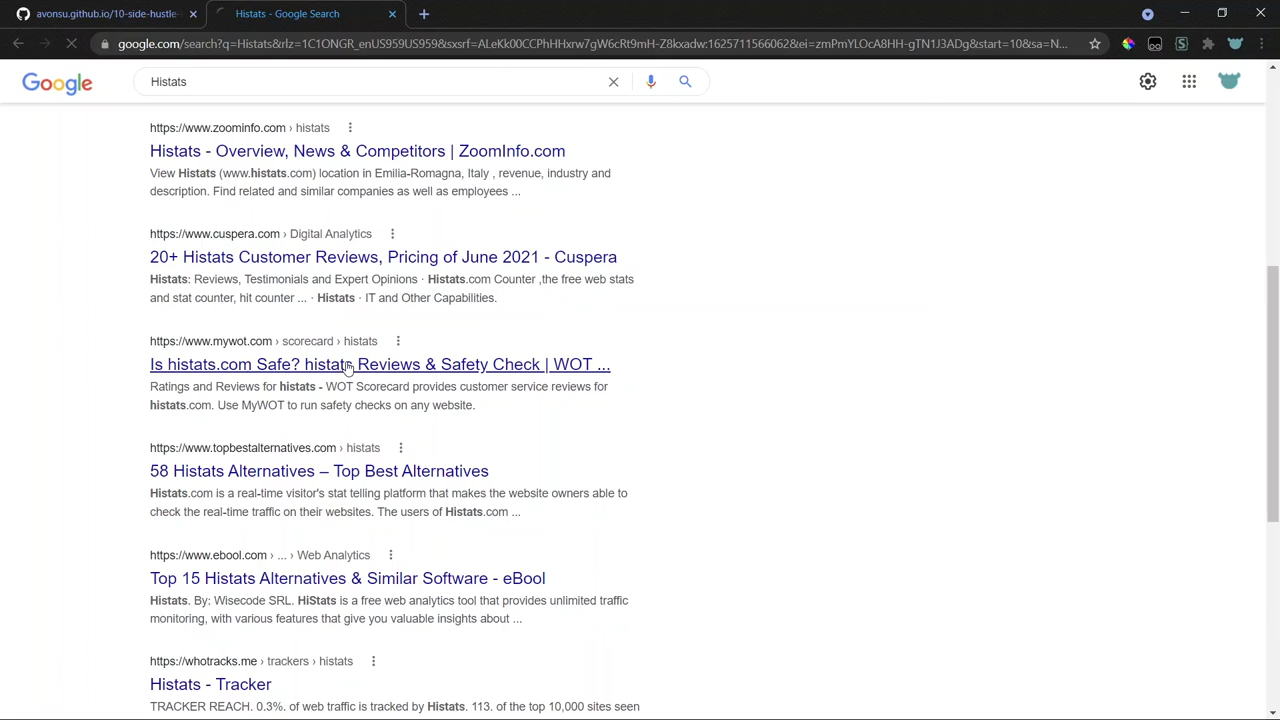 avonsu.github.io/10-side-hustle-
Histats - Google Search
google.com/search?q=Histats&rlz=1C1ONGR_enUS959US959&sxsrf=ALeKk00CCPhHHxrw7gW6cRt9mH-Z8kxadw:1625711566062&ei=zmPmYLOcA8HH-gTN1J3ADg&start=10&sa=N...
Google
Histats
https://www.zoominfo.com › histats
Histats - Overview, News & Competitors | ZoomInfo.com
View Histats (www.histats.com) location in Emilia-Romagna, Italy , revenue, industry and
description. Find related and similar companies as well as employees ...
https://www.cuspera.com › Digital Analytics
20+ Histats Customer Reviews, Pricing of June 2021 - Cuspera
Histats: Reviews, Testimonials and Expert Opinions · Histats.com Counter ,the free web stats
and stat counter, hit counter ... · Histats · IT and Other Capabilities.
https://www.mywot.com › scorecard › histats
Is histats.com Safe? histats Reviews & Safety Check | WOT ...
Ratings and Reviews for histats - WOT Scorecard provides customer service reviews for
histats.com. Use MyWOT to run safety checks on any website.
https://www.topbestalternatives.com › histats
58 Histats Alternatives – Top Best Alternatives
Histats.com is a real-time visitor's stat telling platform that makes the website owners able to
check the real-time traffic on their websites. The users of Histats.com ...
https://www.ebool.com › ... › Web Analytics
Top 15 Histats Alternatives & Similar Software - eBool
Histats. By: Wisecode SRL. HiStats is a free web analytics tool that provides unlimited traffic
monitoring, with various features that give you valuable insights about ...
https://whotracks.me › trackers › histats
Histats - Tracker
TRACKER REACH. 0.3%. of web traffic is tracked by Histats. 113. of the top 10,000 sites seen